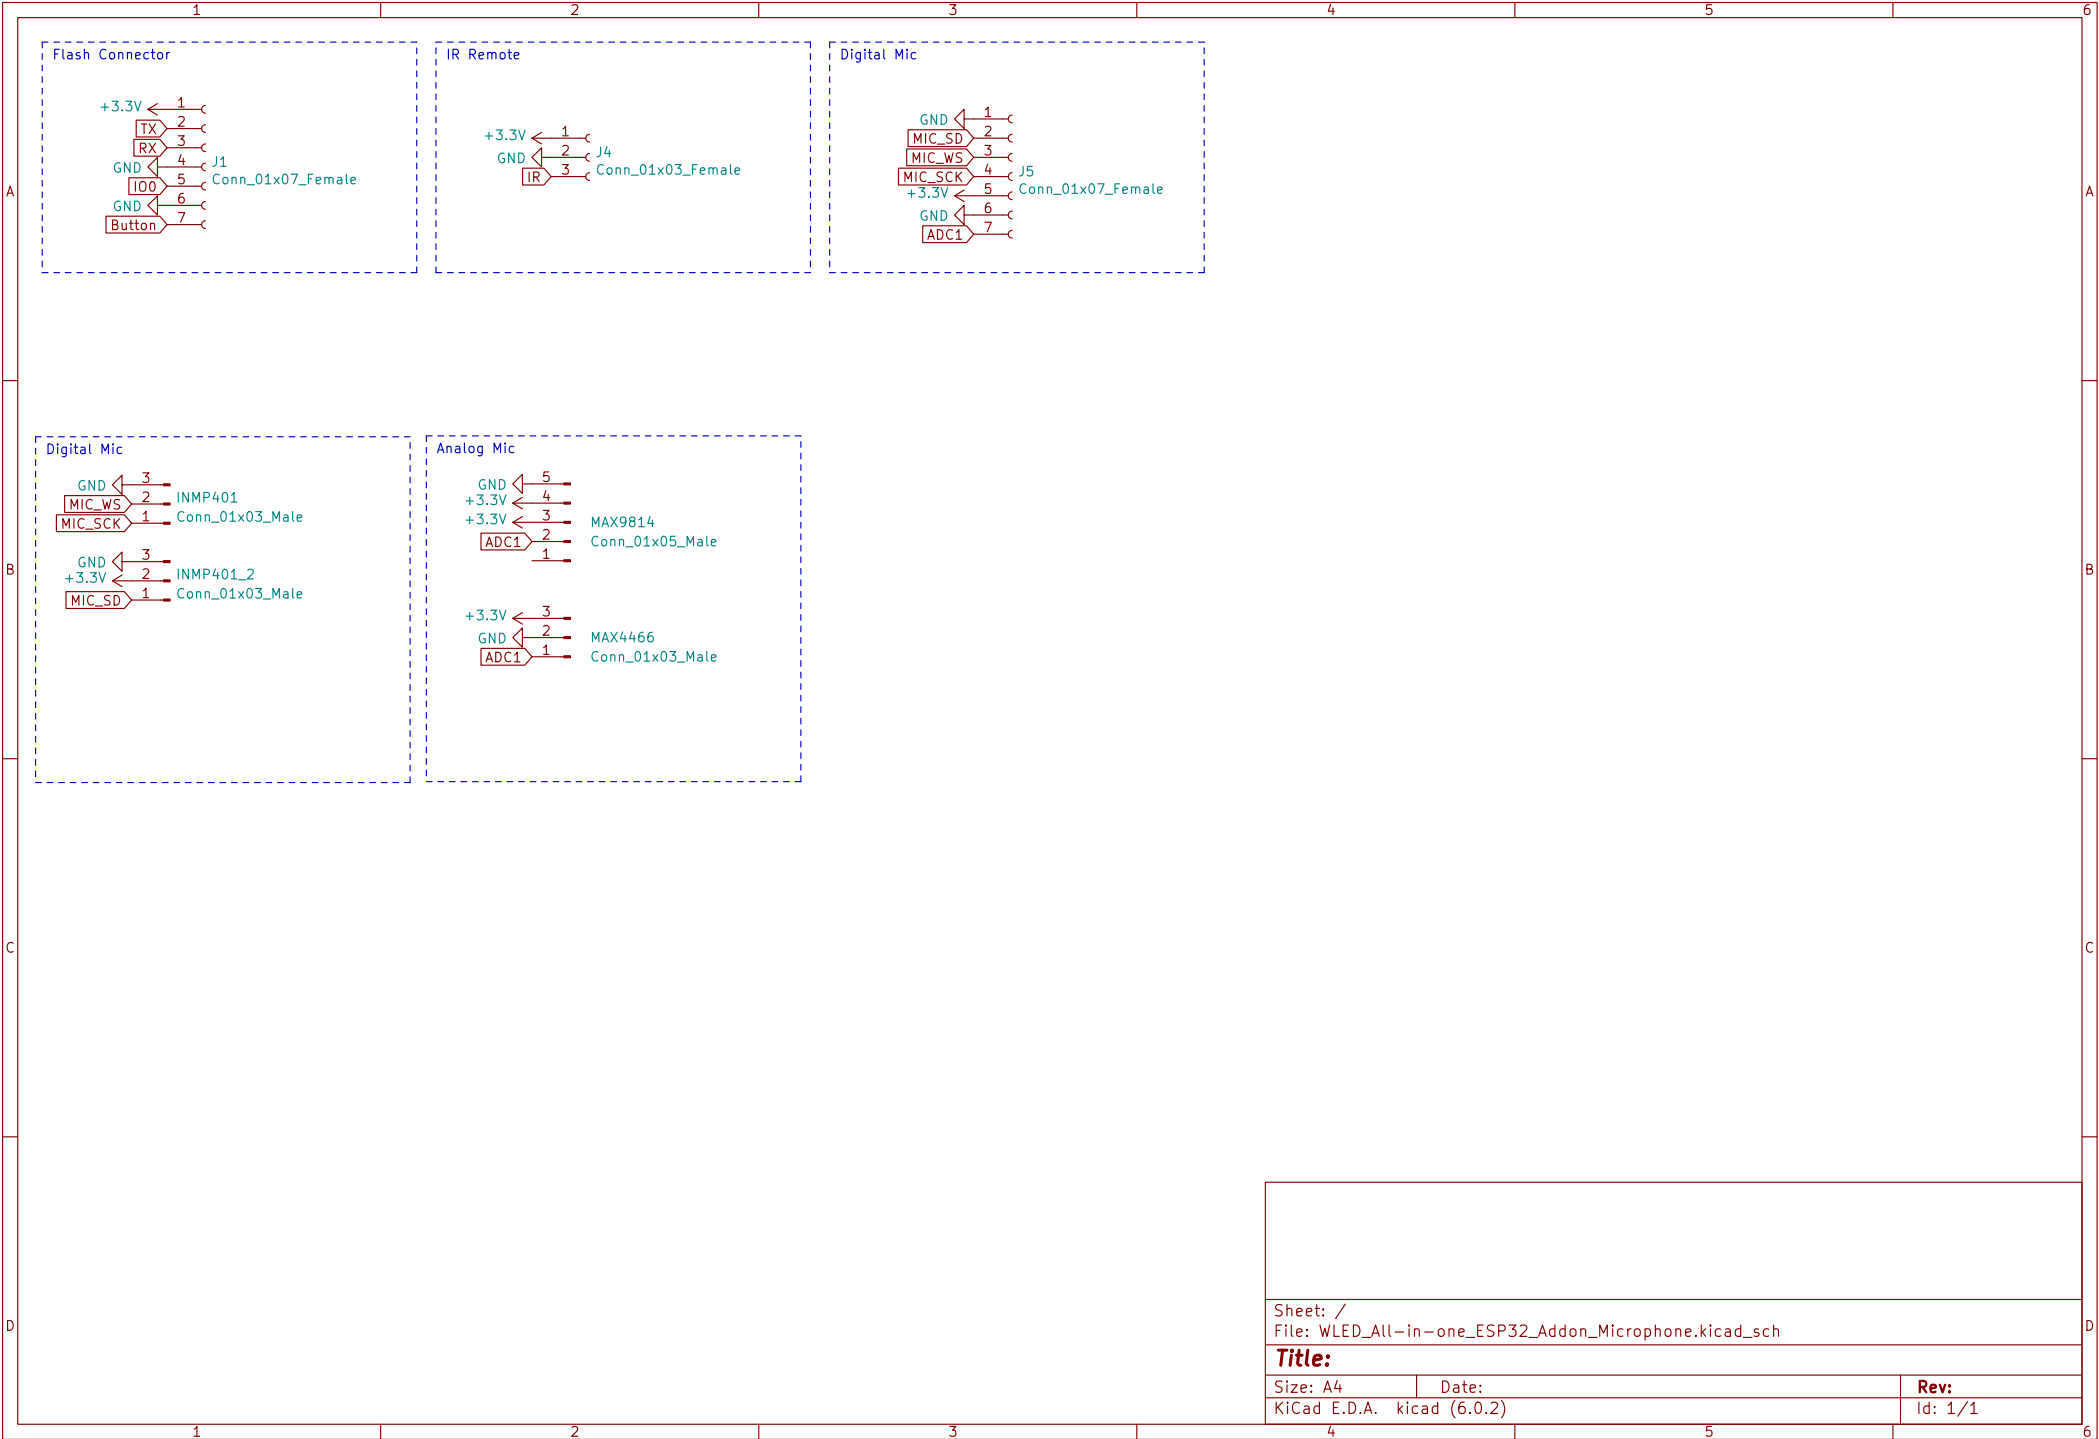 1 2 3 4 5 6
Flash Connector
+3.3V 1
TX 2
RX 3
GND 4
IO0 5
GND 6
Button 7
J1
Conn_01x07_Female
IR Remote
+3.3V 1
GND 2
IR 3
J4
Conn_01x03_Female
Digital Mic
GND 1
MIC_SD 2
MIC_WS 3
MIC_SCK 4
+3.3V 5
GND 6
ADC1 7
J5
Conn_01x07_Female
A A
Digital Mic
GND 3
MIC_WS 2
MIC_SCK 1
INMP401
Conn_01x03_Male
GND 3
+3.3V 2
MIC_SD 1
INMP401_2
Conn_01x03_Male
Analog Mic
GND 5
+3.3V 4
+3.3V 3
ADC1 2
1
MAX9814
Conn_01x05_Male
+3.3V 3
GND 2
ADC1 1
MAX4466
Conn_01x03_Male
B B
C C
D D
Sheet: /
File: WLED_All-in-one_ESP32_Addon_Microphone.kicad_sch
Title:
Size: A4 Date: Rev:
KiCad E.D.A. kicad (6.0.2) Id: 1/1
1 2 3 4 5 6